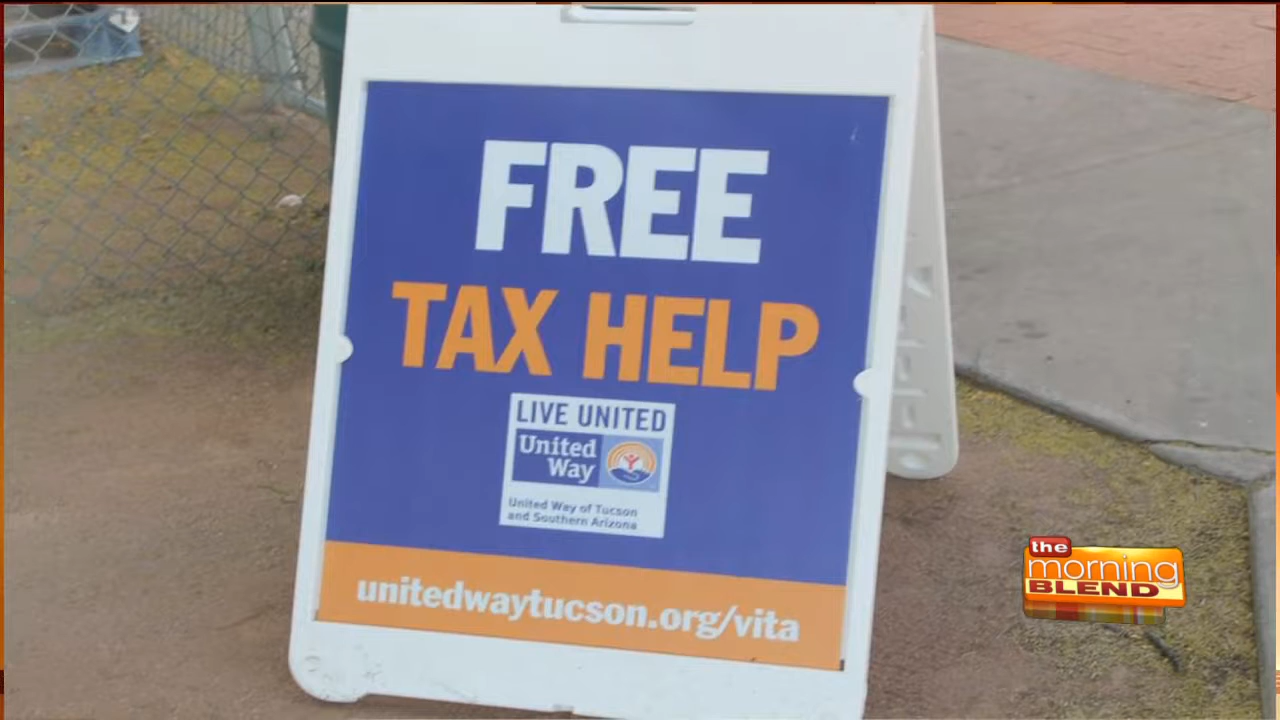 FREE
TAX HELP
LIVE UNITED
United
Way
United Way of Tucson
and Southern Arizona
unitedwaytucson.org/vita
the
morning
BLEND